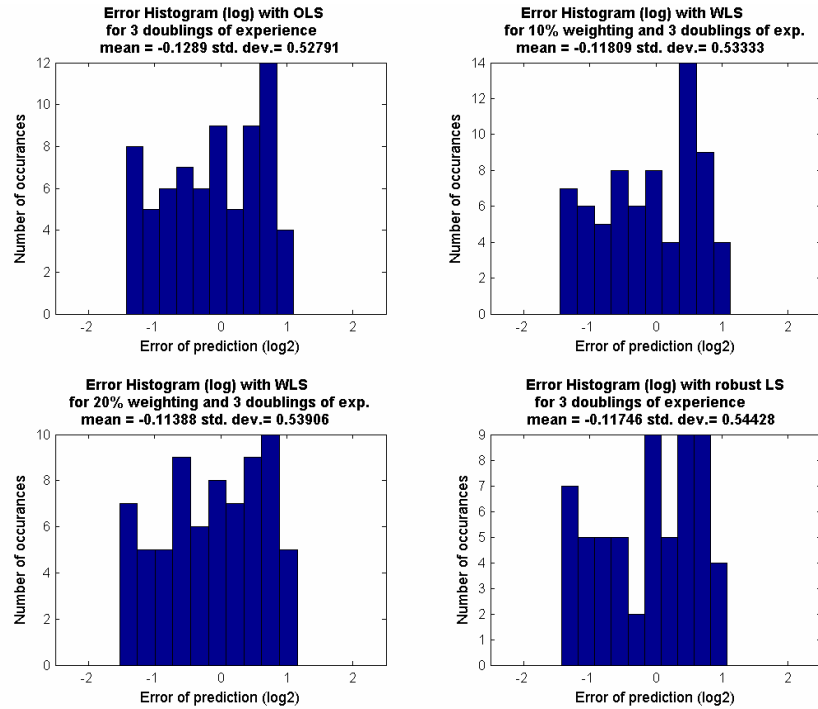 Error Histogram (log) with OLS
for 3 doublings of experience
mean = -0.1289 std. dev.= 0.52791
12
10
8
6
4
2
0
Number of occurances
-2 -1 0 1 2
Error of prediction (log2)
Error Histogram (log) with WLS
for 10% weighting and 3 doublings of exp.
mean = -0.11809 std. dev.= 0.53333
14
12
10
8
6
4
2
0
Number of occurances
-2 -1 0 1 2
Error of prediction (log2)
Error Histogram (log) with WLS
for 20% weighting and 3 doublings of exp.
mean = -0.11388 std. dev.= 0.53906
10
8
6
4
2
0
Number of occurances
-2 -1 0 1 2
Error of prediction (log2)
Error Histogram (log) with robust LS
for 3 doublings of experience
mean = -0.11746 std. dev.= 0.54428
9
8
7
6
5
4
3
2
1
0
Number of occurances
-2 -1 0 1 2
Error of prediction (log2)